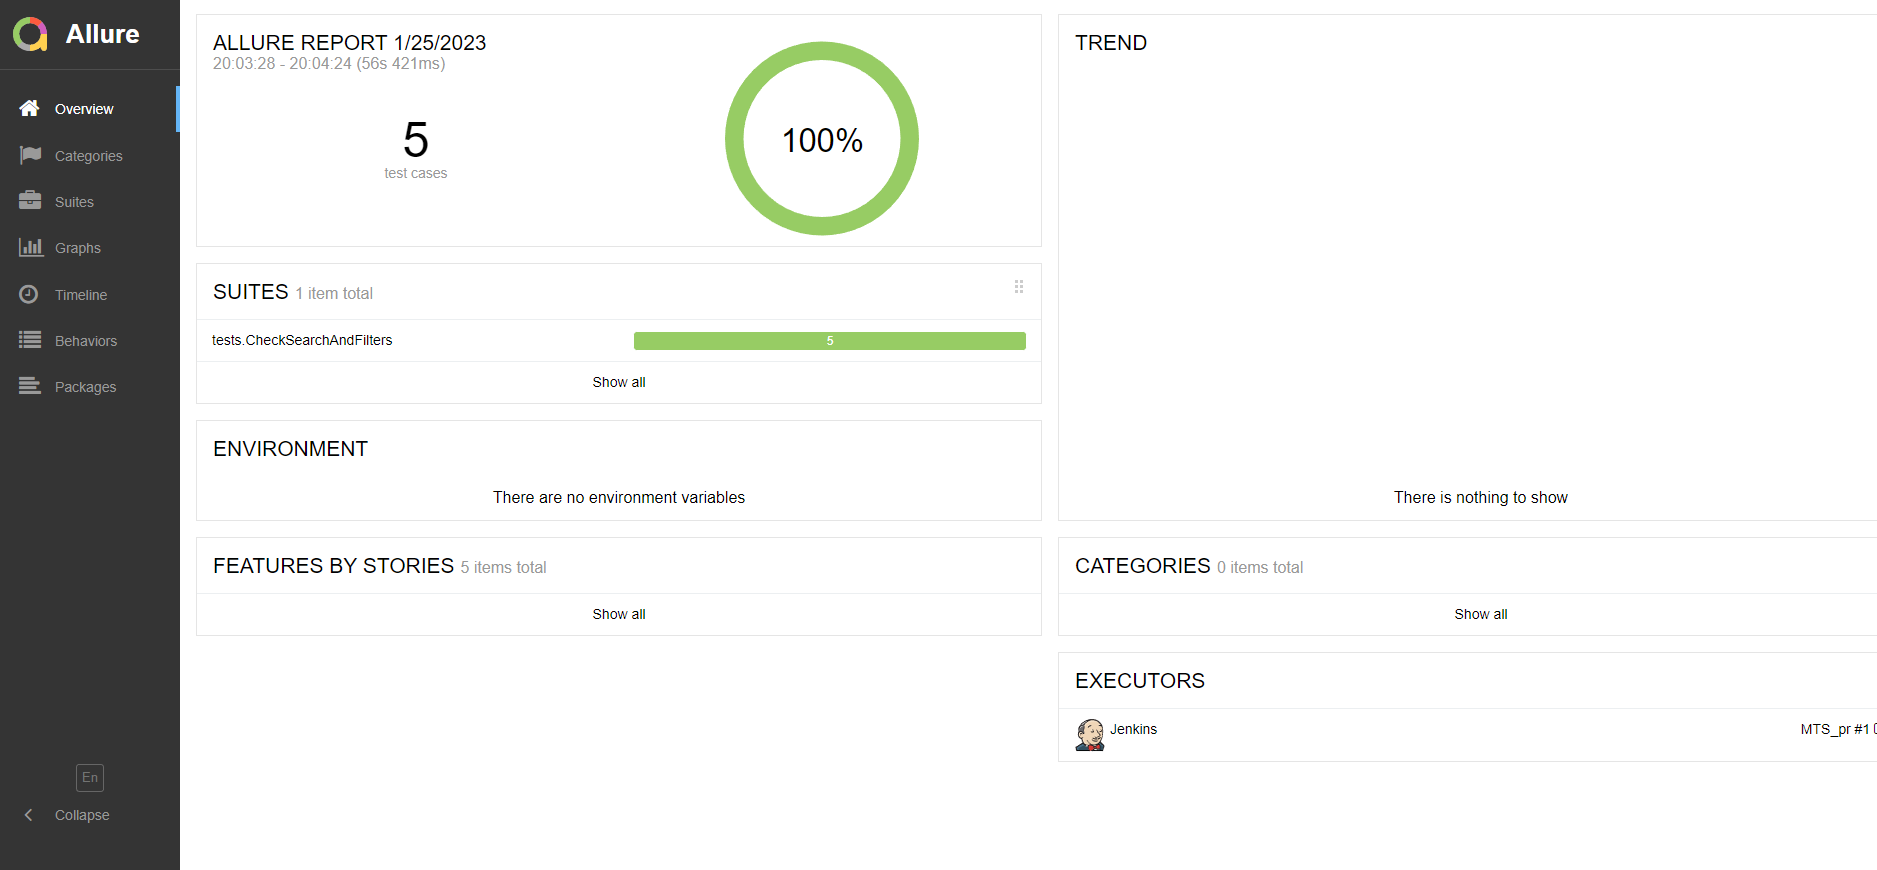 Allure
Overview
Categories
Suites
Graphs
Timeline
Behaviors
Packages
En
Collapse
ALLURE REPORT 1/25/2023
20:03:28 - 20:04:24 (56s 421ms)
5
test cases
100%
SUITES 1 item total
tests.CheckSearchAndFilters 5
Show all
ENVIRONMENT
There are no environment variables
FEATURES BY STORIES 5 items total
Show all
TREND
There is nothing to show
CATEGORIES 0 items total
Show all
EXECUTORS
Jenkins MTS_pr #1